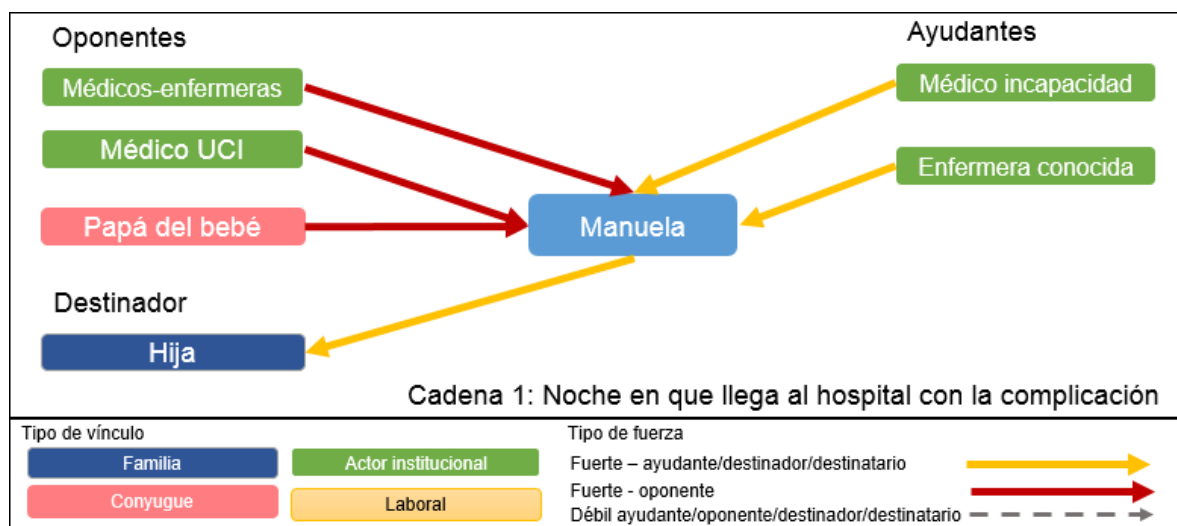 Oponentes
Ayudantes
Médicos-enfermeras
Médico incapacidad
Médico UCI
Enfermera conocida
Papá del bebé
Manuela
Destinador
Hija
Cadena 1: Noche en que llega al hospital con la complicación
Tipo de vínculo
Tipo de fuerza
Familia
Actor institucional
Fuerte – ayudante/destinador/destinatario
Conyugue
Laboral
Fuerte - oponente
Débil ayudante/oponente/destinador/destinatario